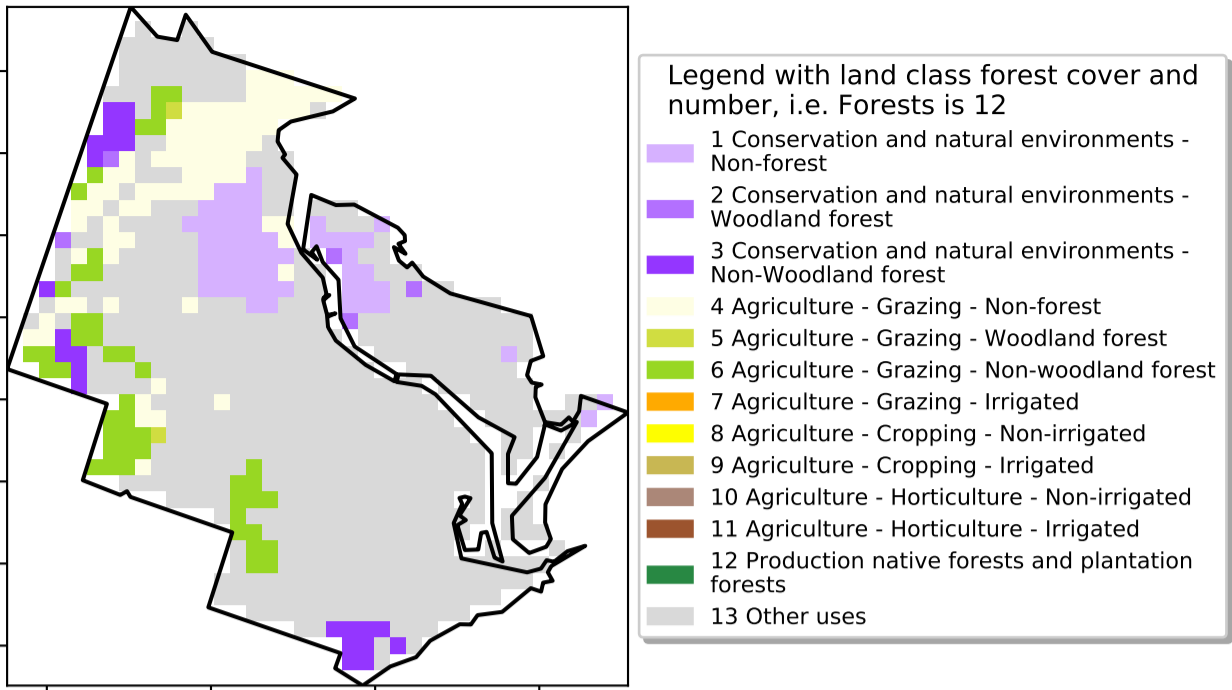 Legend with land class forest cover and
number, i.e. Forests is 12
1 Conservation and natural environments -
Non-forest
2 Conservation and natural environments -
Woodland forest
3 Conservation and natural environments -
Non-Woodland forest
4 Agriculture - Grazing - Non-forest
5 Agriculture - Grazing - Woodland forest
6 Agriculture - Grazing - Non-woodland forest
7 Agriculture - Grazing - Irrigated
8 Agriculture - Cropping - Non-irrigated
9 Agriculture - Cropping - Irrigated
10 Agriculture - Horticulture - Non-irrigated
11 Agriculture - Horticulture - Irrigated
12 Production native forests and plantation
forests
13 Other uses